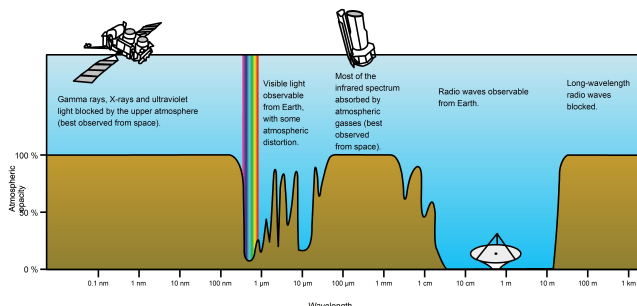 Gamma rays, X-rays and ultraviolet
light blocked by the upper atmosphere
(best observed from space).
Visible light
observable
from Earth,
with some
atmospheric
distortion.
Most of the
infrared spectrum
absorbed by
atmospheric
gasses (best
observed
from space).
Radio waves observable
from Earth.
Long-wavelength
radio waves
blocked.
Atmospheric
opacity
100 %
50 %
0 %
0.1 nm
1 nm
10 nm
100 nm
1 µm
10 µm
100 µm
1 mm
1 cm
10 cm
1 m
10 m
100 m
1 km
Wavelength